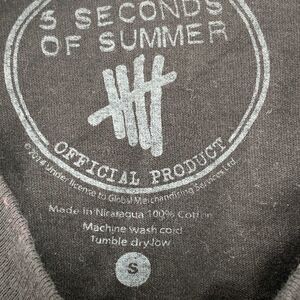 5 SECONDS
OF SUMMER
OFFICIAL PRODUCT
©2014 Under license to Global Merchandising Services Ltd.
Made in Nicaragua 100% Cotton
Machine wash cold
Tumble dry low
S